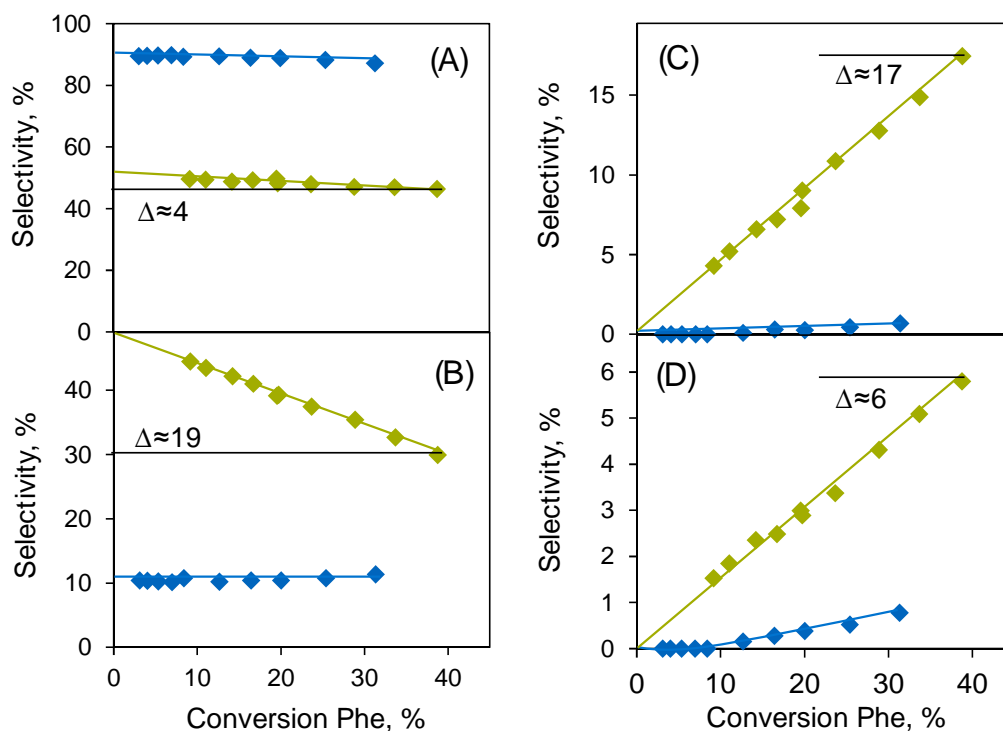 100
80
60
40
20
0
Selectivity, %
(A)
Δ≈4
40
30
20
10
0
Selectivity, %
(B)
Δ≈19
0 10 20 30 40
Conversion Phe, %
15
10
5
0
Selectivity, %
(C)
Δ≈17
6
5
4
3
2
1
0
Selectivity, %
(D)
Δ≈6
0 10 20 30 40
Conversion Phe, %